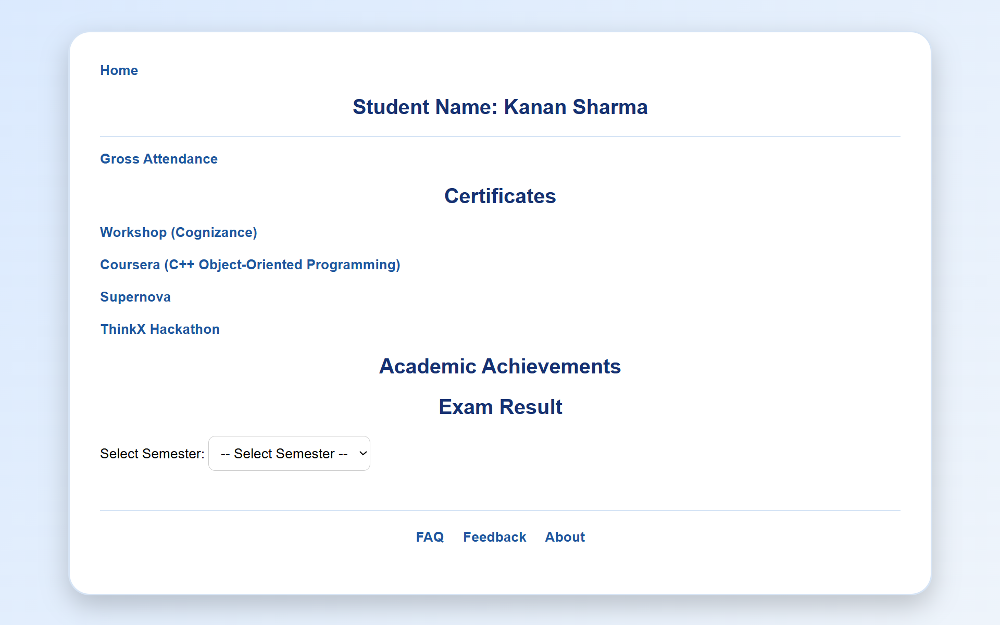 Home
Student Name: Kanan Sharma
Gross Attendance
Certificates
Workshop (Cognizance)
Coursera (C++ Object-Oriented Programming)
Supernova
ThinkX Hackathon
Academic Achievements
Exam Result
Select Semester: -- Select Semester --
FAQ Feedback About